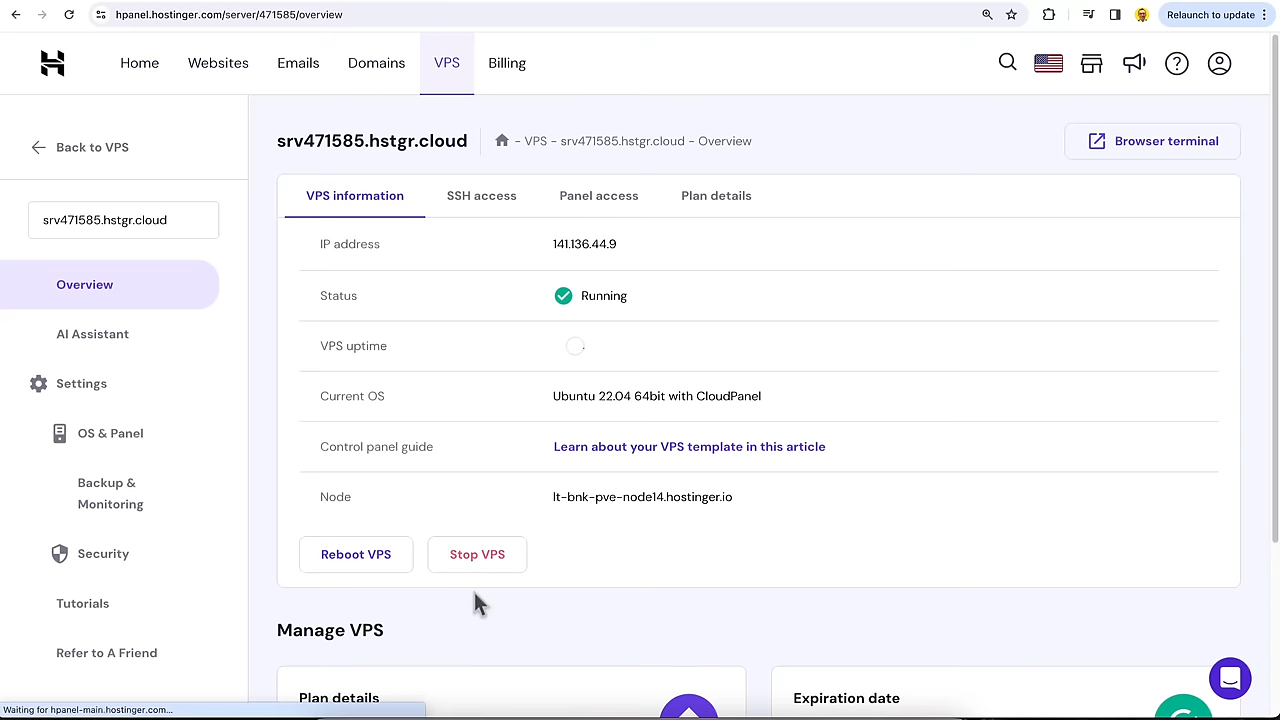 hpanel.hostinger.com/server/471585/overview
Relaunch to update
Home Websites Emails Domains VPS Billing
Back to VPS
srv471585.hstgr.cloud
Overview
AI Assistant
Settings
OS & Panel
Backup &
Monitoring
Security
Tutorials
Refer to A Friend
srv471585.hstgr.cloud
- VPS - srv471585.hstgr.cloud - Overview
Browser terminal
VPS information SSH access Panel access Plan details
IP address 141.136.44.9
Status Running
VPS uptime
Current OS Ubuntu 22.04 64bit with CloudPanel
Control panel guide Learn about your VPS template in this article
Node lt-bnk-pve-node14.hostinger.io
Reboot VPS Stop VPS
Manage VPS
Plan details Expiration date
Waiting for hpanel-main.hostinger.com...